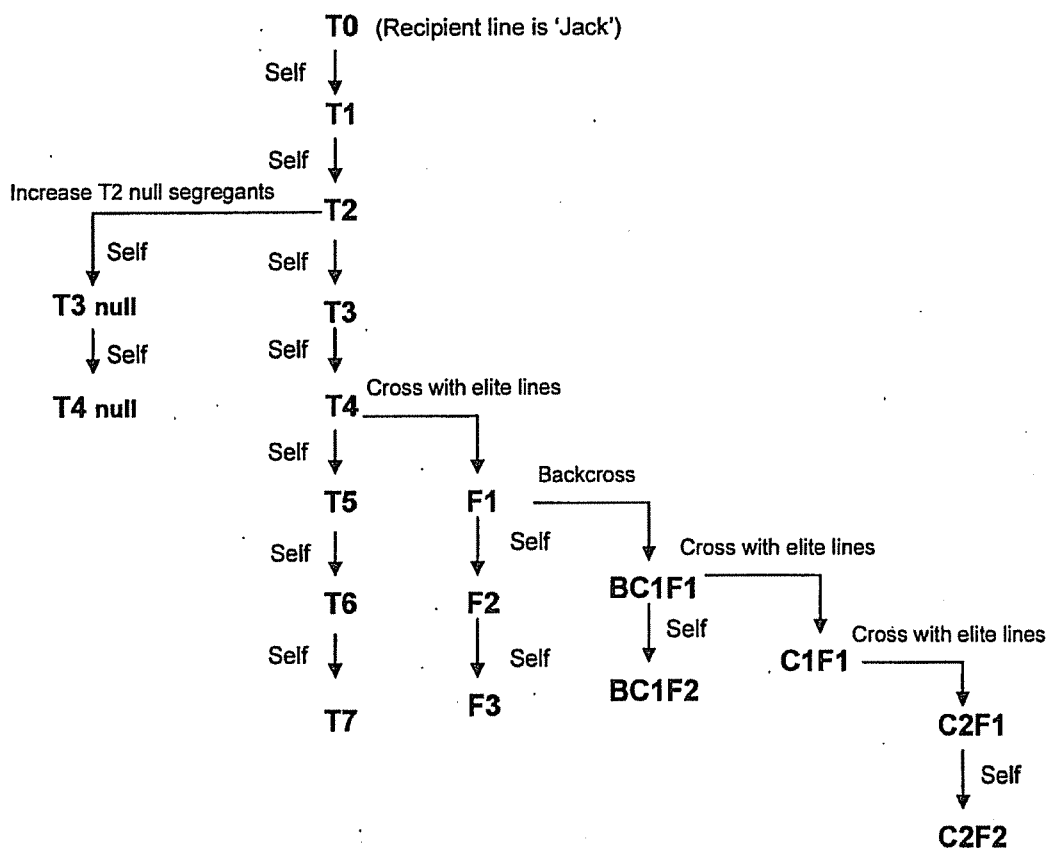 T0 (Recipient line is 'Jack')
Self
T1
Self
Increase T2 null segregants
T2
Self
Self
T3 null
T3
Self
Self
Cross with elite lines
T4 null
T4
Self
Backcross
T5
F1
Self
Cross with elite lines
Self
BC1F1
T6
F2
Cross with elite lines
Self
C1F1
Self
Self
BC1F2
F3
T7
C2F1
Self
C2F2